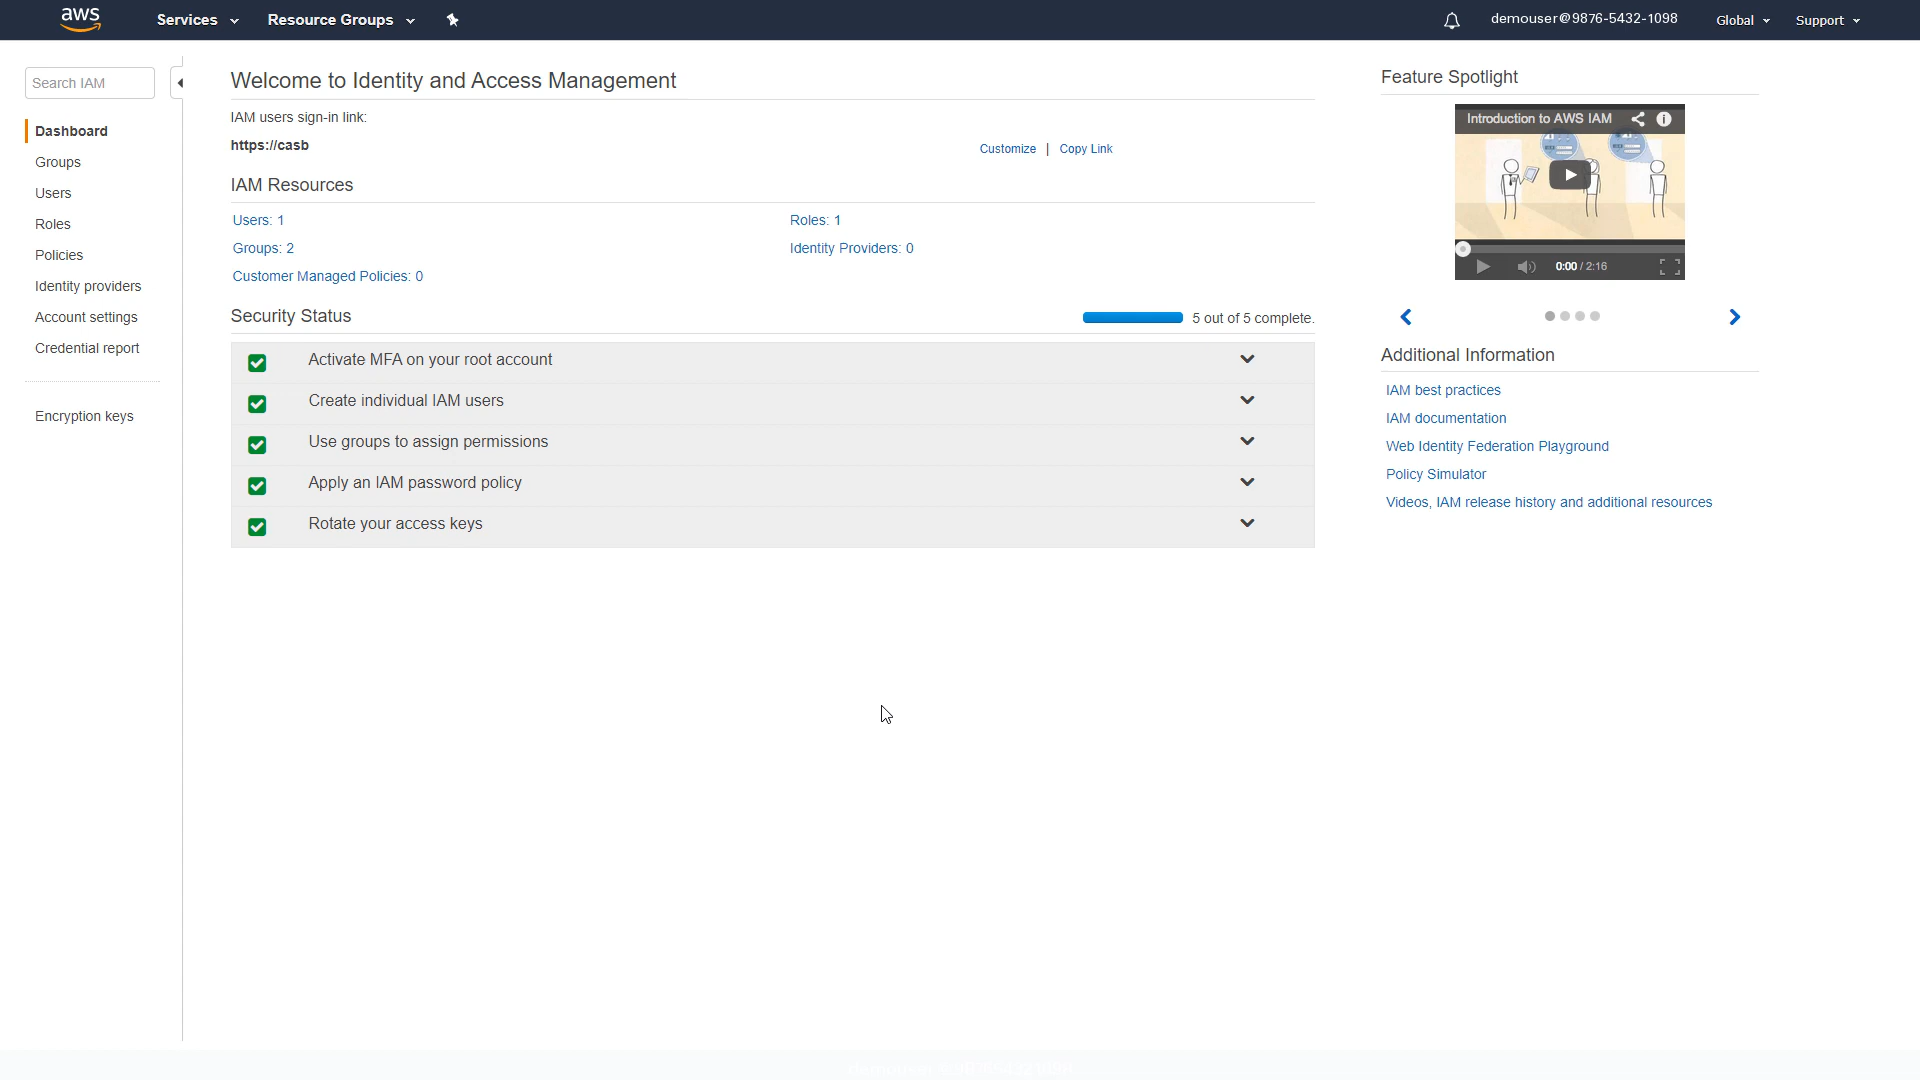 aws
Services
Resource Groups
demouser@9876-5432-1098
Global
Support
Search IAM
Dashboard
Groups
Users
Roles
Policies
Identity providers
Account settings
Credential report
Encryption keys
Welcome to Identity and Access Management
IAM users sign-in link:
https://casb
Customize | Copy Link
IAM Resources
Users: 1
Roles: 1
Groups: 2
Identity Providers: 0
Customer Managed Policies: 0
Security Status
5 out of 5 complete.
Activate MFA on your root account
Create individual IAM users
Use groups to assign permissions
Apply an IAM password policy
Rotate your access keys
Feature Spotlight
Introduction to AWS IAM
0:00 / 2:16
Additional Information
IAM best practices
IAM documentation
Web Identity Federation Playground
Policy Simulator
Videos, IAM release history and additional resources